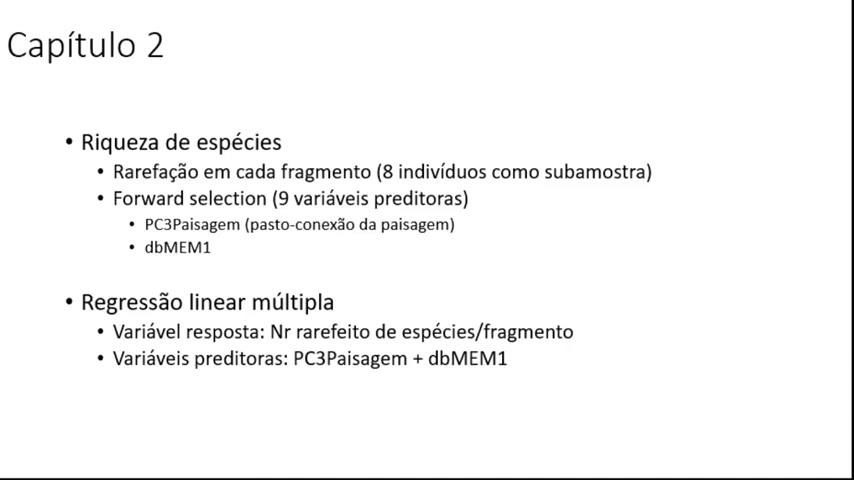 Capítulo 2
• Riqueza de espécies
• Rarefação em cada fragmento (8 indivíduos como subamostra)
• Forward selection (9 variáveis preditoras)
• PC3Paisagem (pasto-conexão da paisagem)
• dbMEM1
• Regressão linear múltipla
• Variável resposta: Nr rarefeito de espécies/fragmento
• Variáveis preditoras: PC3Paisagem + dbMEM1